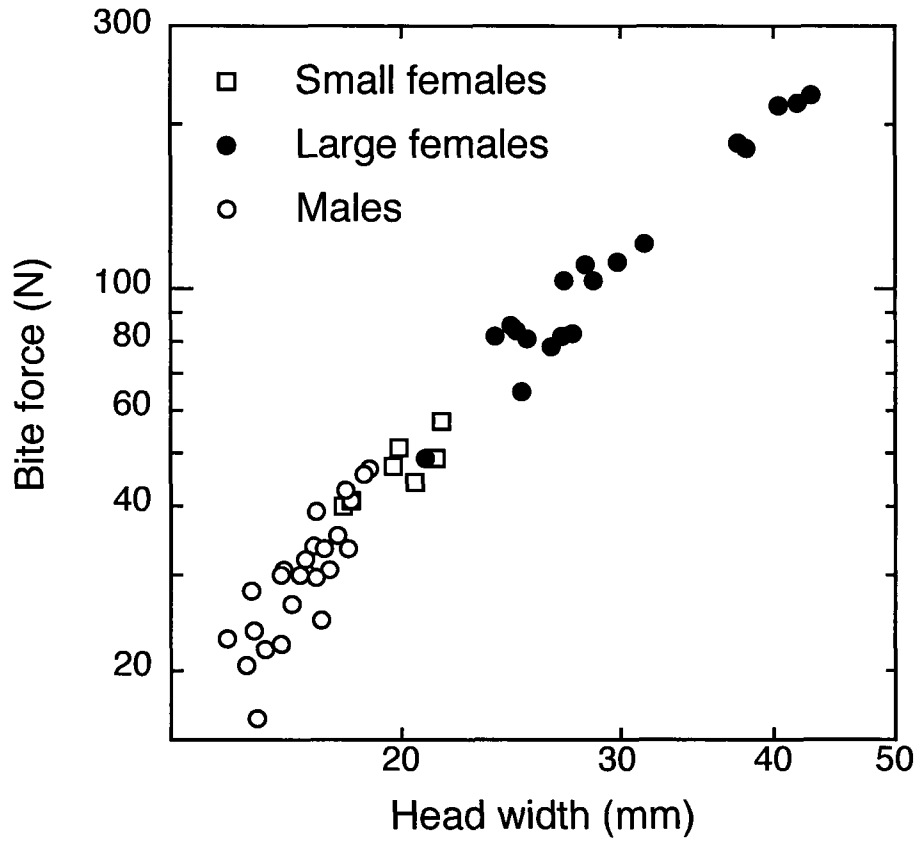 300
Small females
Large females
Males
100
80
60
40
20
Bite force (N)
20 30 40 50
Head width (mm)